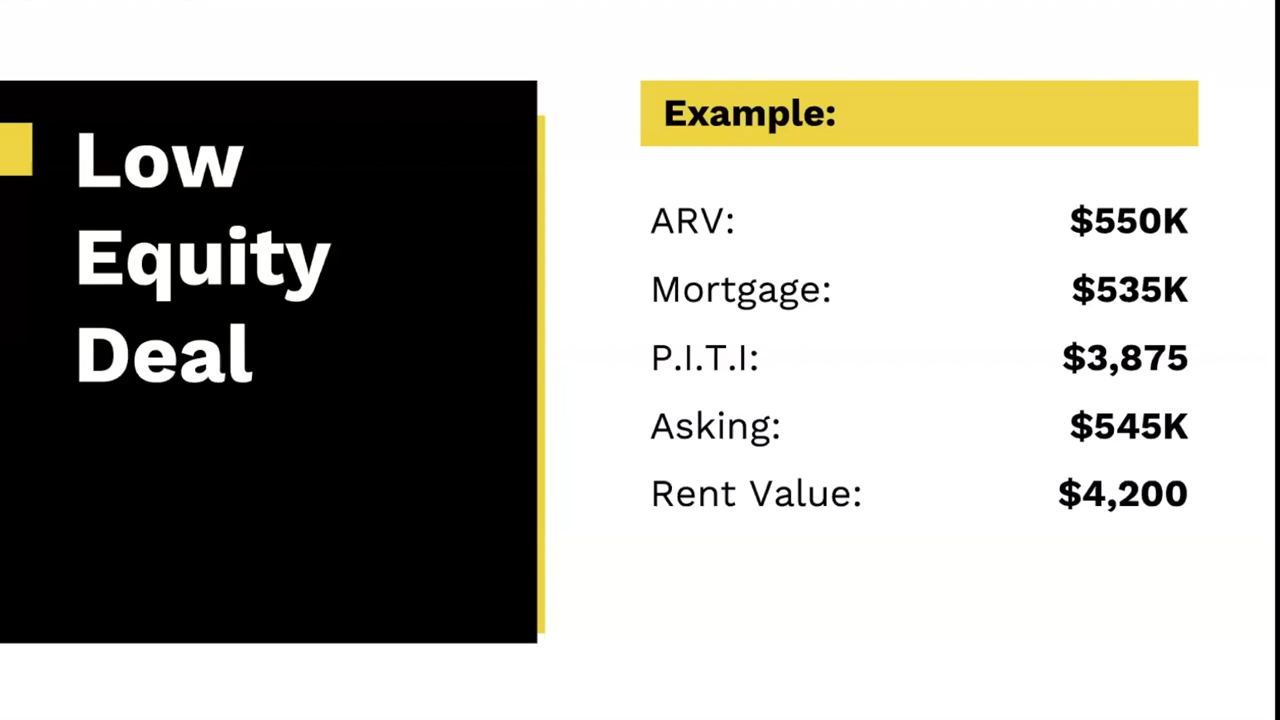 Low
Equity
Deal
Example:
ARV: $550K
Mortgage: $535K
P.I.T.I: $3,875
Asking: $545K
Rent Value: $4,200